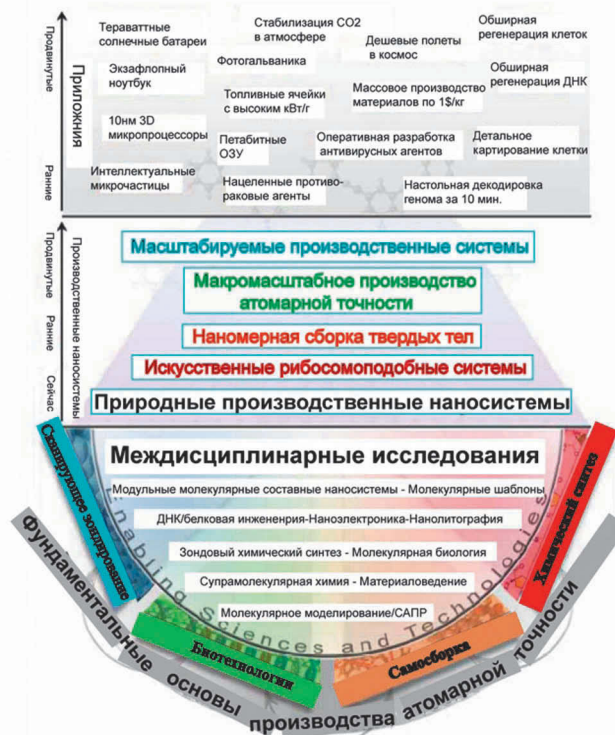 Продвинутые
Ранние
Приложния
Тераваттные
солнечные батареи
Стабилизация CO2
в атмосфере
Дешевые полеты
в космос
Обширная
регенерация клеток
Экзафлопный
ноутбук
Фотогальваника
Обширная
регенерация ДНК
Топливные ячейки
с высоким кВт/г
Массовое производство
материалов по 1$/кг
10нм 3D
микропроцессоры
Петабитные
ОЗУ
Оперативная разработка
антивирусных агентов
Детальное
картирование клетки
Интеллектуальные
микрочастицы
Нацеленные противо-
раковые агенты
Настольная декодировка
генома за 10 мин.
Продвинутые
Ранние
Сейчас
Производственные наносистемы
Масштабируемые производственные системы
Макромасштабное производство
атомарной точности
Наномерная сборка твердых тел
Искусственные рибосомоподобные системы
Природные производственные наносистемы
Междисциплинарные исследования
Модульные молекулярные составные наносистемы - Молекулярные шаблоны
ДНК/белковая инженения-Наноэлектроника-Нанолитография
Зондовый химический синтез - Молекулярная биология
Супрамолекулярная химия - Материаловедение
Молекулярное моделирование/САПР
Enabling Sciences and Technologies
Сканирующее зондирование
Биотехнологии
Самосборка
Химический синтез
Фундаментальные основы производства атомарной точности